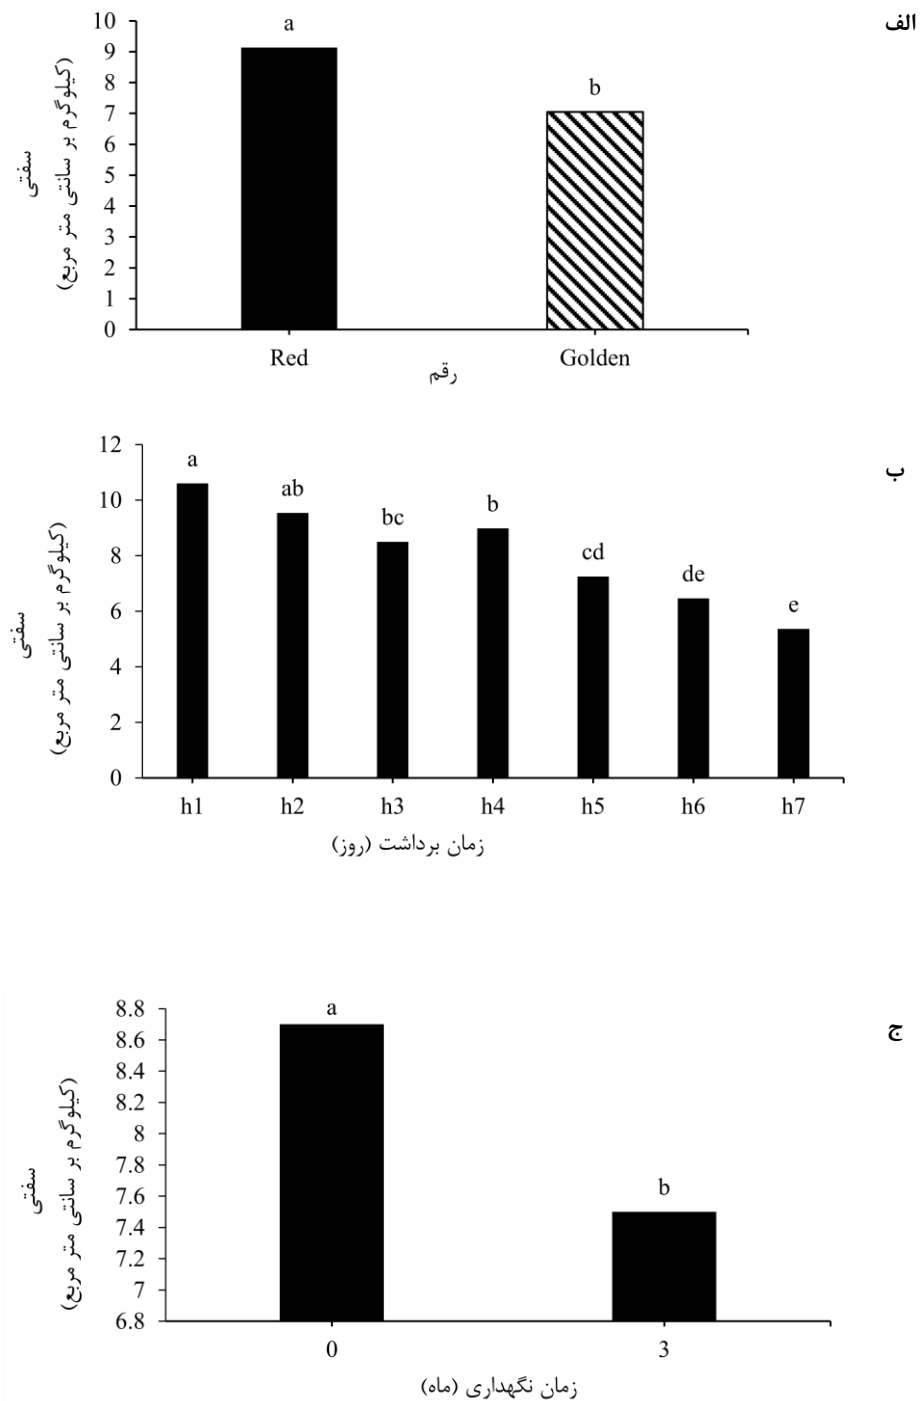 الف
10
9
8
7
6
5
4
3
2
1
0
سفتی
(کیلوگرم بر سانتی متر مربع)
a
b
Red
Golden
رقم
ب
12
10
8
6
4
2
0
سفتی
(کیلوگرم بر سانتی متر مربع)
a
ab
bc
b
cd
de
e
h1 h2 h3 h4 h5 h6 h7
زمان برداشت (روز)
ج
8.8
8.6
8.4
8.2
8
7.8
7.6
7.4
7.2
7
6.8
سفتی
(کیلوگرم بر سانتی متر مربع)
a
b
0 3
زمان نگهداری (ماه)